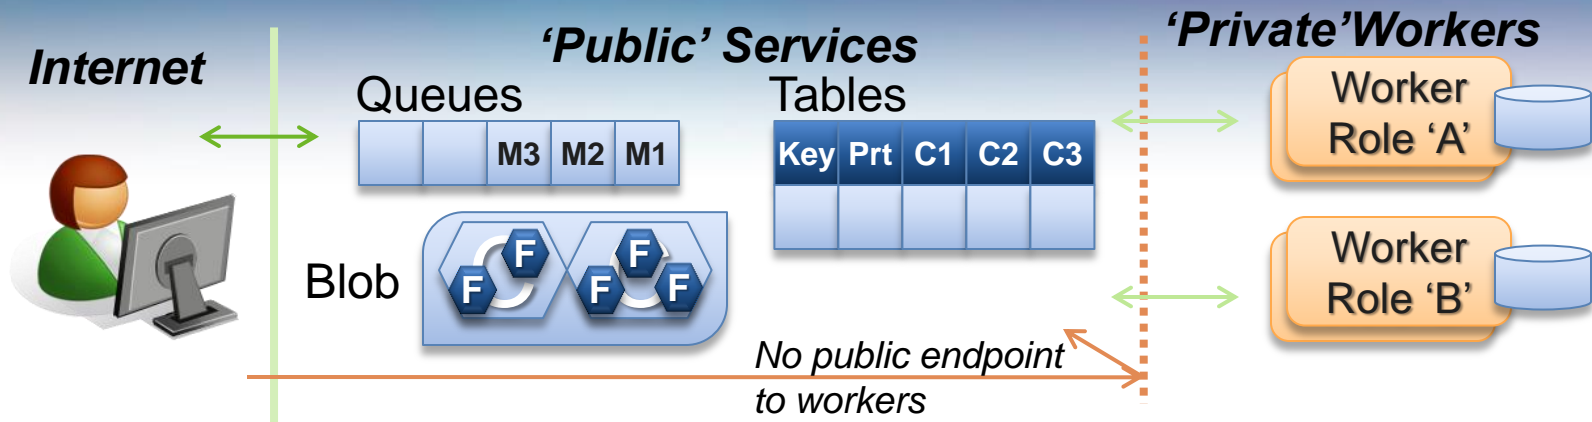 Internet
‘Public’ Services
‘Private’Workers
Queues
M3 M2 M1
Tables
Key Prt C1 C2 C3
Blob
F F F F F
Worker
Role ‘A’
Worker
Role ‘B’
No public endpoint
to workers